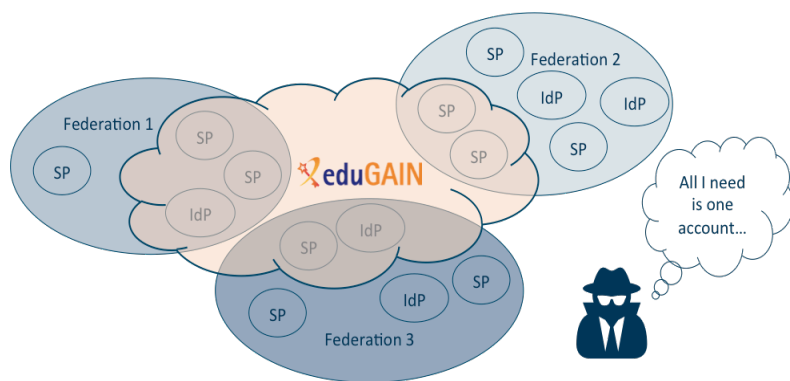 Federation 1
SP
SP
SP
IdP
eduGAIN
Federation 2
SP
SP
IdP
IdP
SP
SP
SP
IdP
SP
IdP
SP
Federation 3
All I need
is one
account...